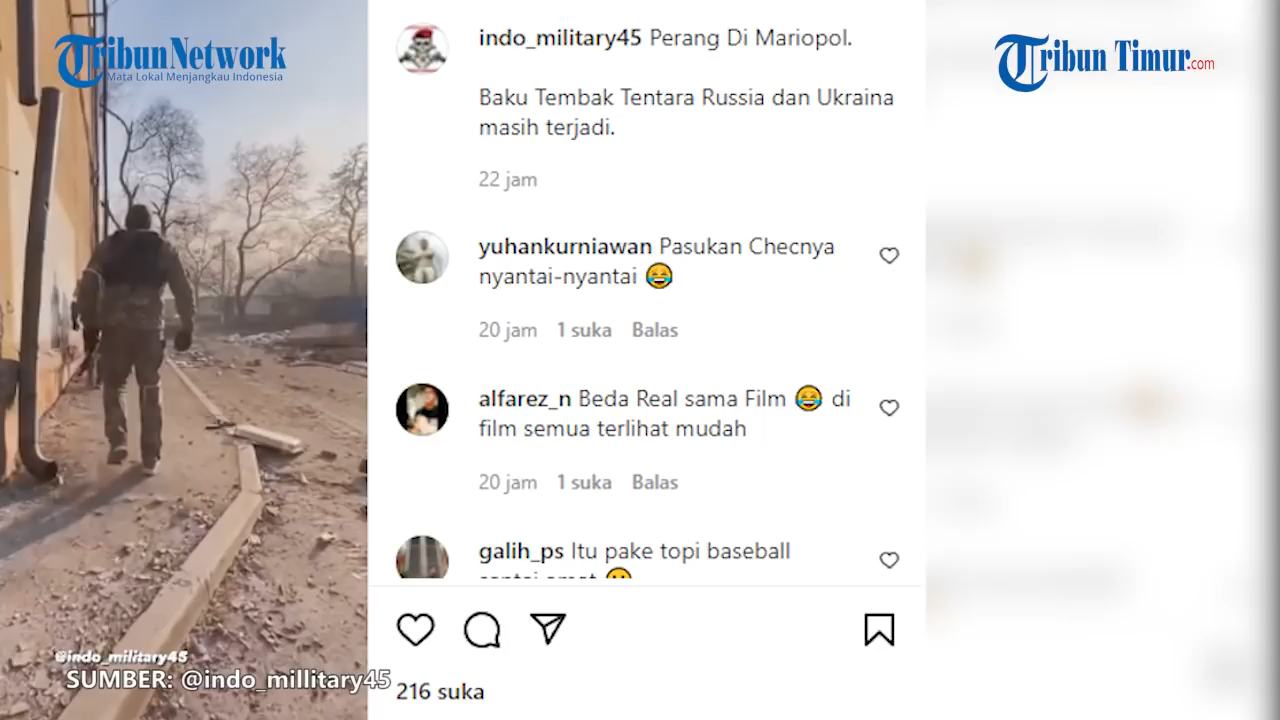 Tribun Network
Mata Lokal Menjangkau Indonesia
Tribun Timur.com
indo_military45 Perang Di Mariopol.
Baku Tembak Tentara Russia dan Ukraina
masih terjadi.
22 jam
yuhankurniawan Pasukan Checnya
nyantai-nyantai 😂
20 jam 1 suka Balas
alfarez_n Beda Real sama Film 😂 di
film semua terlihat mudah
20 jam 1 suka Balas
galih_ps Itu pake topi baseball
@indo_military45
SUMBER: @indo_millitary45
216 suka